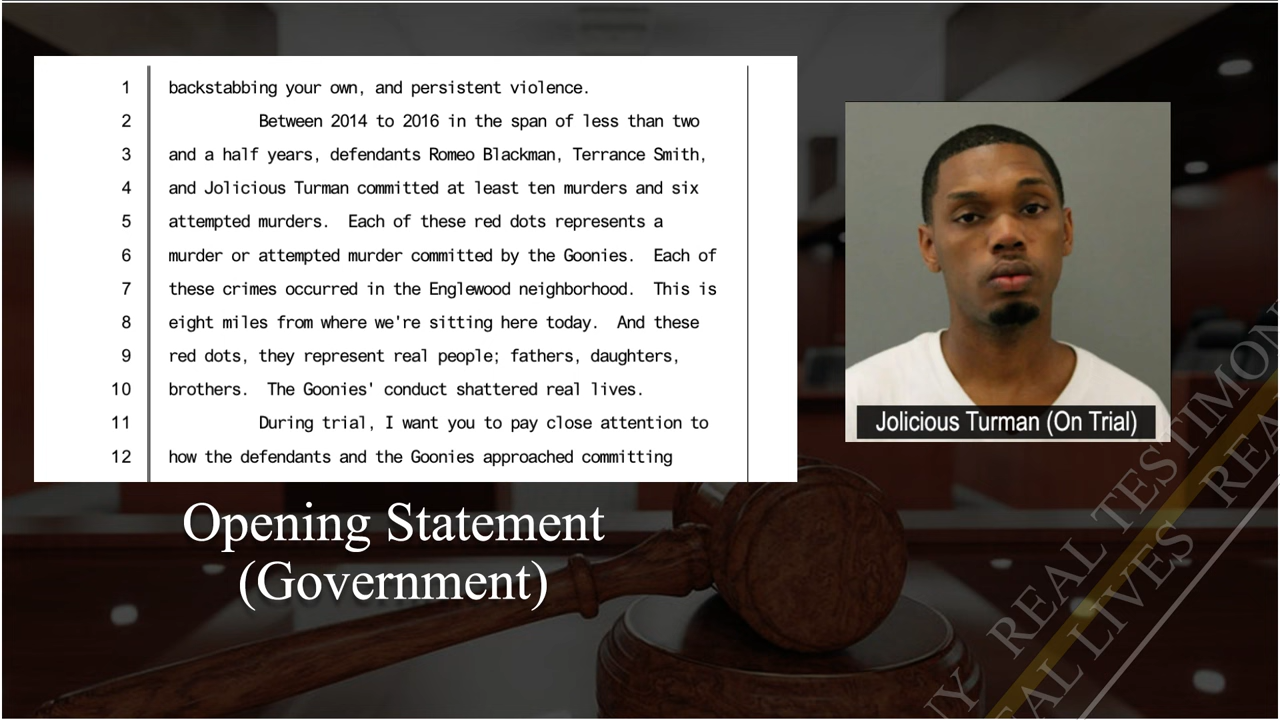 1 backstabbing your own, and persistent violence.
2 Between 2014 to 2016 in the span of less than two
3 and a half years, defendants Romeo Blackman, Terrance Smith,
4 and Jolicious Turman committed at least ten murders and six
5 attempted murders. Each of these red dots represents a
6 murder or attempted murder committed by the Goonies. Each of
7 these crimes occurred in the Englewood neighborhood. This is
8 eight miles from where we're sitting here today. And these
9 red dots, they represent real people; fathers, daughters,
10 brothers. The Goonies' conduct shattered real lives.
11 During trial, I want you to pay close attention to
12 how the defendants and the Goonies approached committing
Jolicious Turman (On Trial)
Opening Statement
(Government)
REAL
LIVES